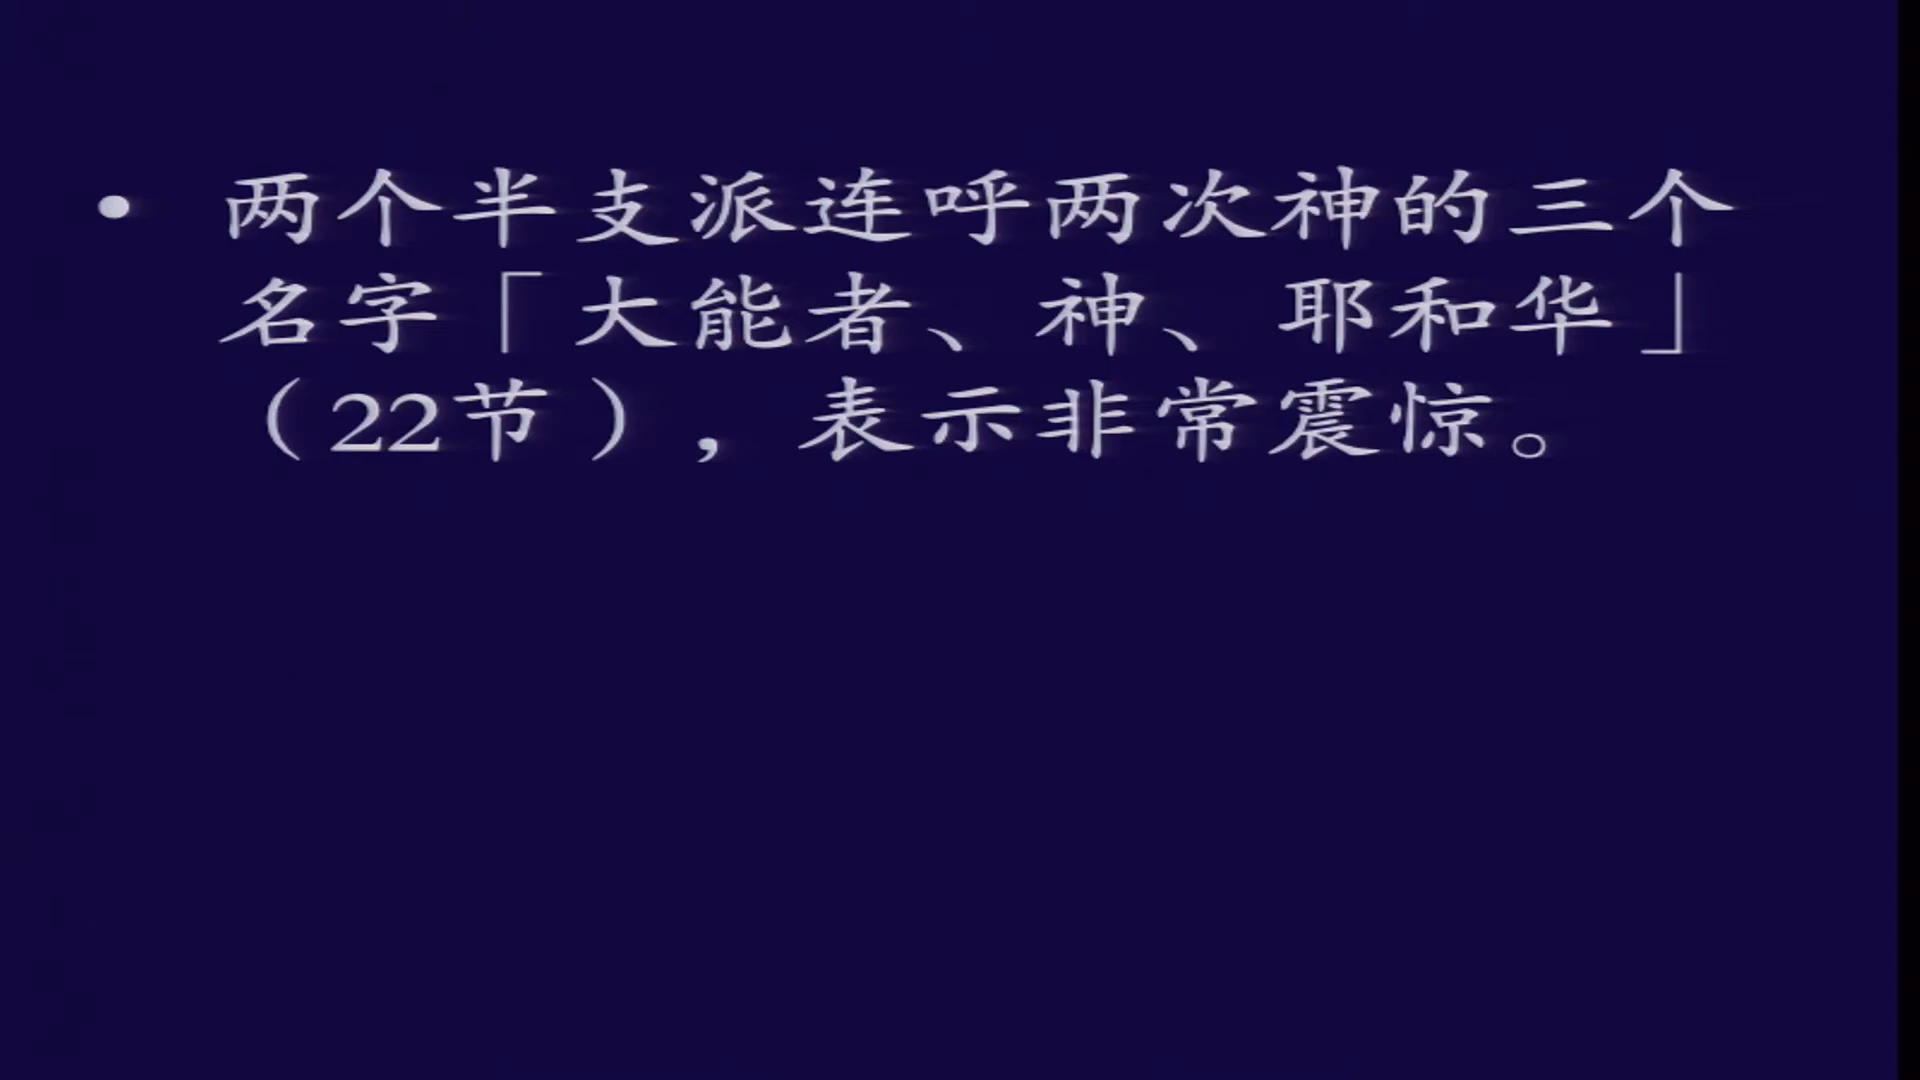 • 两个半支派连呼两次神的三个
名字「大能者、神、耶和华」
（22节），表示非常震惊。